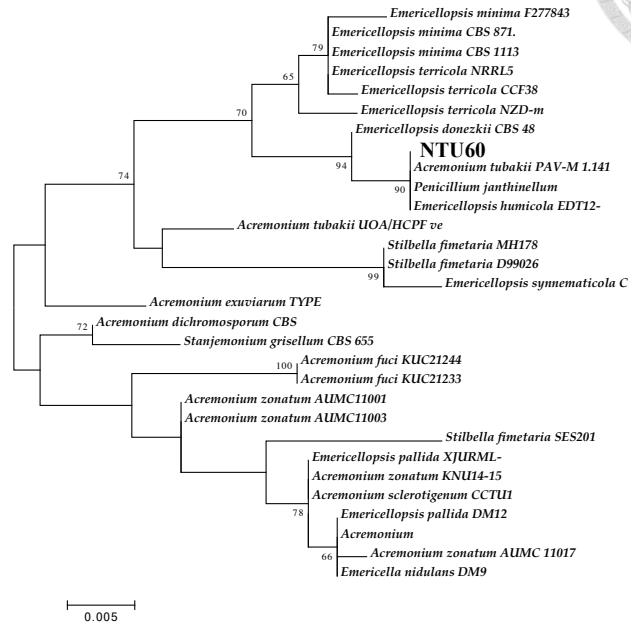 Emericellopsis minima F277843
Emericellopsis minima CBS 871.
79
Emericellopsis minima CBS 1113
Emericellopsis terricola NRRL5
65
Emericellopsis terricola CCF38
Emericellopsis terricola NZD-m
70
Emericellopsis donezkii CBS 48
NTU60
94
Acremonium tubakii PAV-M 1.141
74
Penicillium janthinellum
90
Emericellopsis humicola EDT12-
Acremonium tubakii UOA/HCPF ve
Stilbella fimetaria MH178
Stilbella fimetaria D99026
99
Emericellopsis synnematicola C
Acremonium exuviarum TYPE
Acremonium dichromosporum CBS
72
Stanjemonium grisellum CBS 655
Acremonium fuci KUC21244
100
Acremonium fuci KUC21233
Acremonium zonatum AUMC11001
Acremonium zonatum AUMC11003
Stilbella fimetaria SES201
Emericellopsis pallida XJURML-
Acremonium zonatum KNU14-15
Acremonium sclerotigenum CCTU1
78
Emericellopsis pallida DM12
Acremonium
66
Acremonium zonatum AUMC 11017
Emericella nidulans DM9
0.005